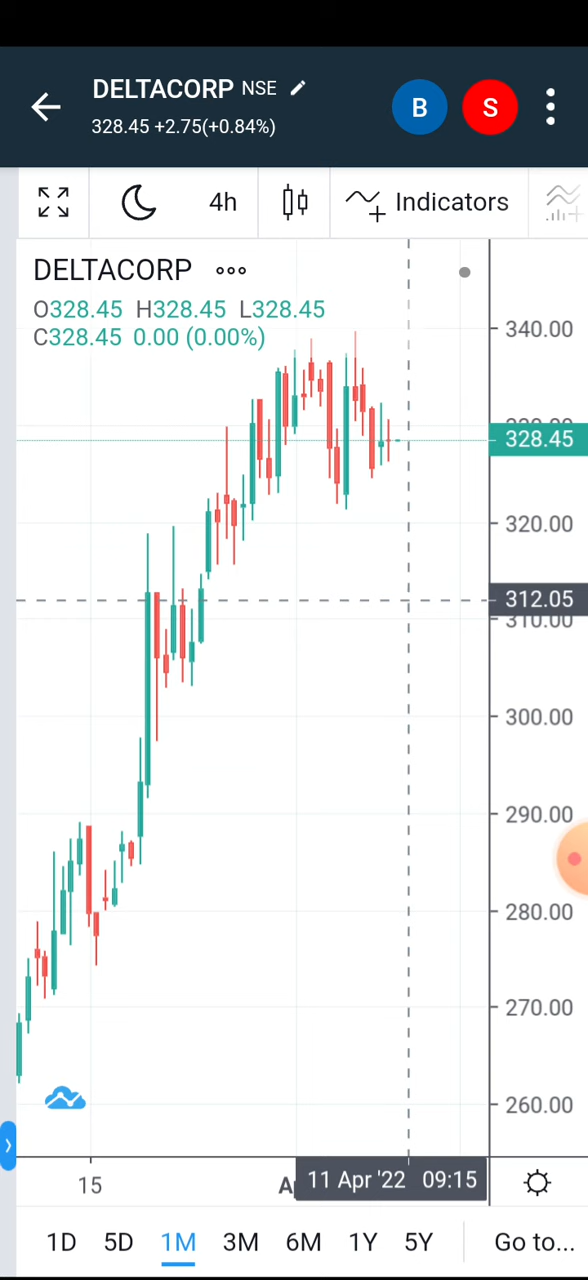 DELTACORP NSE
B S
328.45 +2.75(+0.84%)
4h Indicators
DELTACORP
O328.45 H328.45 L328.45
C328.45 0.00 (0.00%)
340.00
328.45
320.00
312.05
310.00
300.00
290.00
280.00
270.00
260.00
15 11 Apr '22 09:15
1D 5D 1M 3M 6M 1Y 5Y Go to...